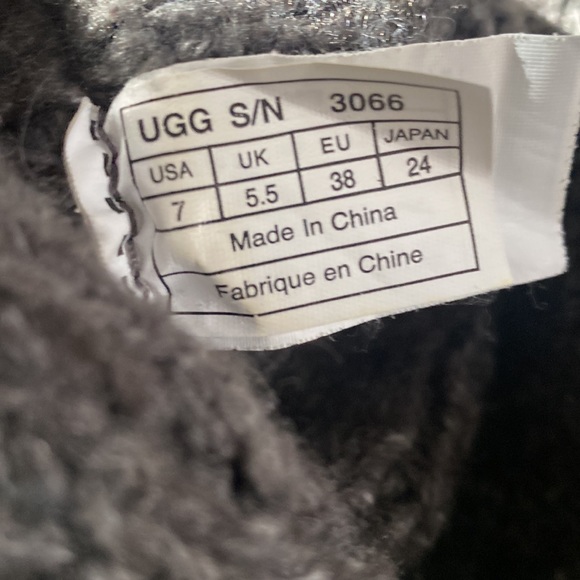 UGG S/N 3066
USA UK EU JAPAN
7 5.5 38 24
Made In China
Fabrique en Chine